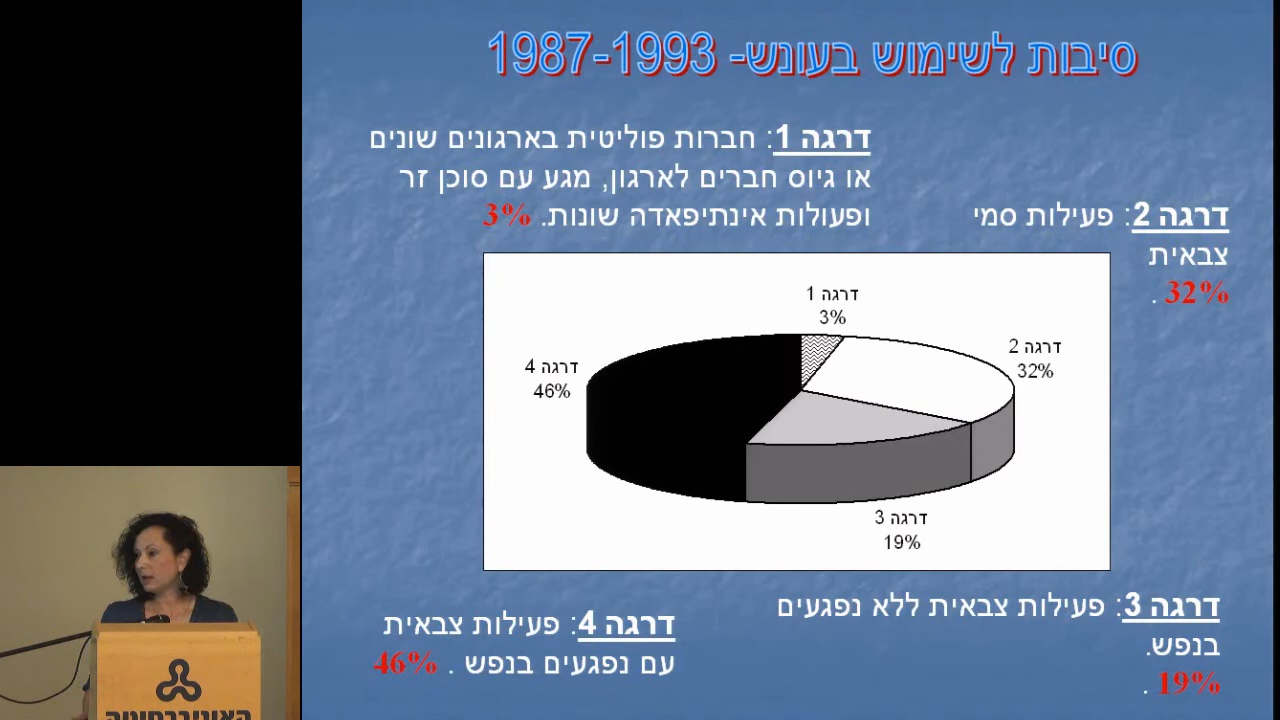 סיבות לשימוש בעונש- 1987-1993
דרגה 1: חברות פוליטית בארגונים שונים
או גיוס חברים לארגון, מגע עם סוכן זר
ופעולות אינתיפאדה שונות. 3%
דרגה 2: פעילות סמי
צבאית
32% .
דרגה 1
3%
דרגה 2
32%
דרגה 4
46%
דרגה 3
19%
דרגה 3: פעילות צבאית ללא נפגעים
בנפש.
19% .
דרגה 4: פעילות צבאית
עם נפגעים בנפש . 46%
האוניברסיטה